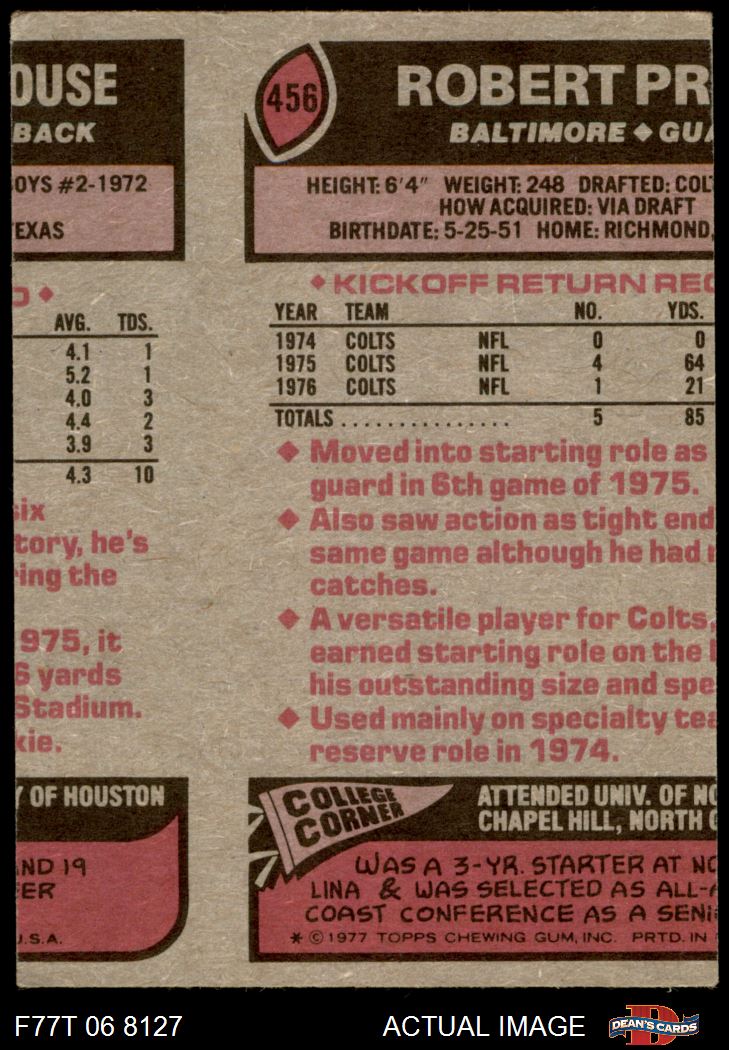 OUSE
BACK
OYS #2-1972
EXAS
D ◆
AVG. TDS.
4.1 1
5.2 1
4.0 3
4.4 2
3.9 3
4.3 10
six
tory, he's
ring the
975, it
6 yards
Stadium.
kie.
Y OF HOUSTON
AND 19
ER
U.S.A.
456
ROBERT PR
BALTIMORE ◆ GUA
HEIGHT: 6'4" WEIGHT: 248 DRAFTED: COLT
HOW ACQUIRED: VIA DRAFT
BIRTHDATE: 5-25-51 HOME: RICHMOND,
◆ KICKOFF RETURN REC
YEAR TEAM NO. YDS.
1974 COLTS NFL 0 0
1975 COLTS NFL 4 64
1976 COLTS NFL 1 21
TOTALS ............... 5 85
◆ Moved into starting role as
guard in 6th game of 1975.
◆ Also saw action as tight end
same game although he had n
catches.
◆ A versatile player for Colts,
earned starting role on the
his outstanding size and spe
◆ Used mainly on specialty tea
reserve role in 1974.
COLLEGE
CORNER
ATTENDED UNIV. OF NO
CHAPEL HILL, NORTH C
WAS A 3-YR. STARTER AT NO
LINA & WAS SELECTED AS ALL-A
COAST CONFERENCE AS A SENI
* © 1977 TOPPS CHEWING GUM, INC. PRTD. IN
F77T 06 8127
ACTUAL IMAGE
DEAN'S CARDS